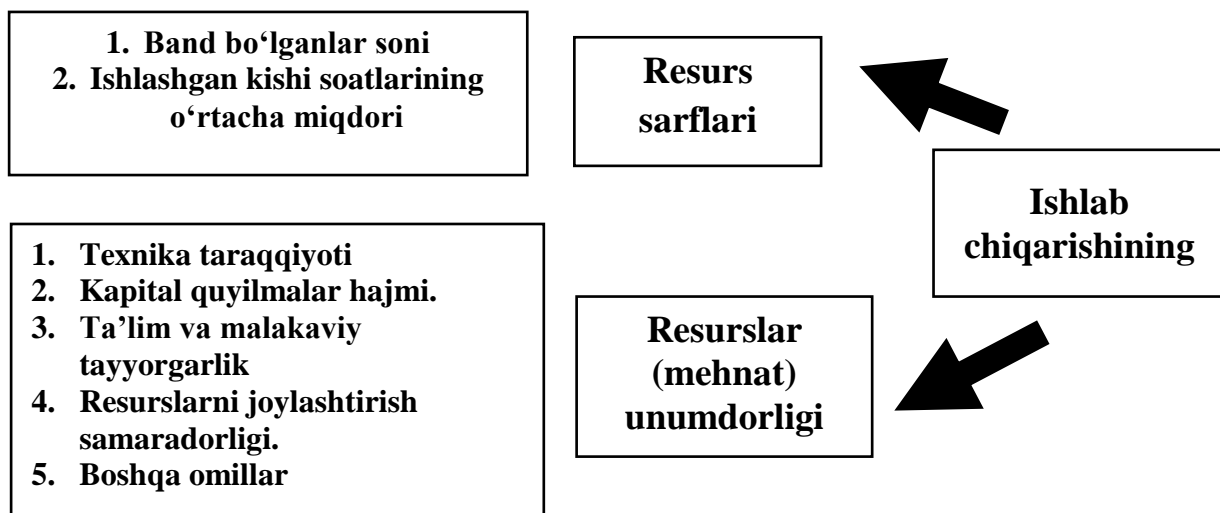 1. Band bo‘lganlar soni
2. Ishlashgan kishi soatlarining
o‘rtacha miqdori
Resurs
sarflari
Ishlab
chiqarishining
1. Texnika taraqqiyoti
2. Kapital quyilmalar hajmi.
3. Ta’lim va malakaviy
tayyorgarlik
4. Resurslarni joylashtirish
samaradorligi.
5. Boshqa omillar
Resurslar
(mehnat)
unumdorligi